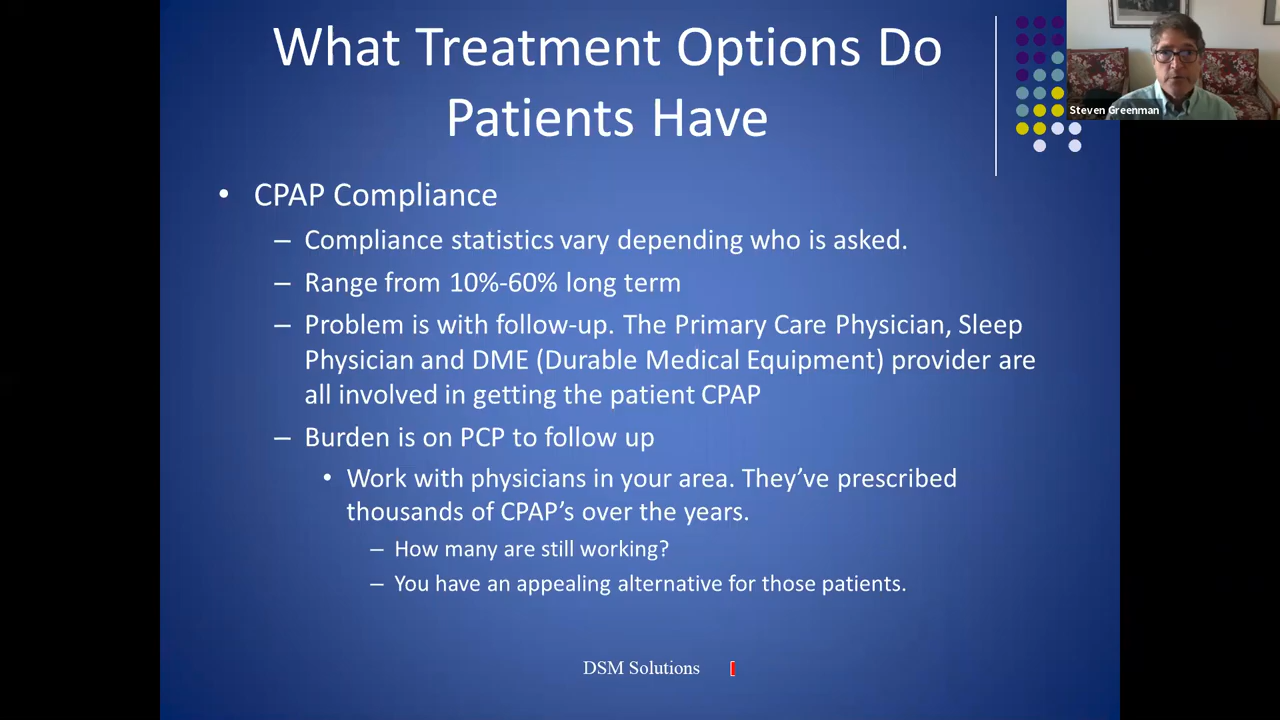 What Treatment Options Do
Patients Have
Steven Greenman
• CPAP Compliance
– Compliance statistics vary depending who is asked.
– Range from 10%-60% long term
– Problem is with follow-up. The Primary Care Physician, Sleep
Physician and DME (Durable Medical Equipment) provider are
all involved in getting the patient CPAP
– Burden is on PCP to follow up
• Work with physicians in your area. They’ve prescribed
thousands of CPAP’s over the years.
– How many are still working?
– You have an appealing alternative for those patients.
DSM Solutions